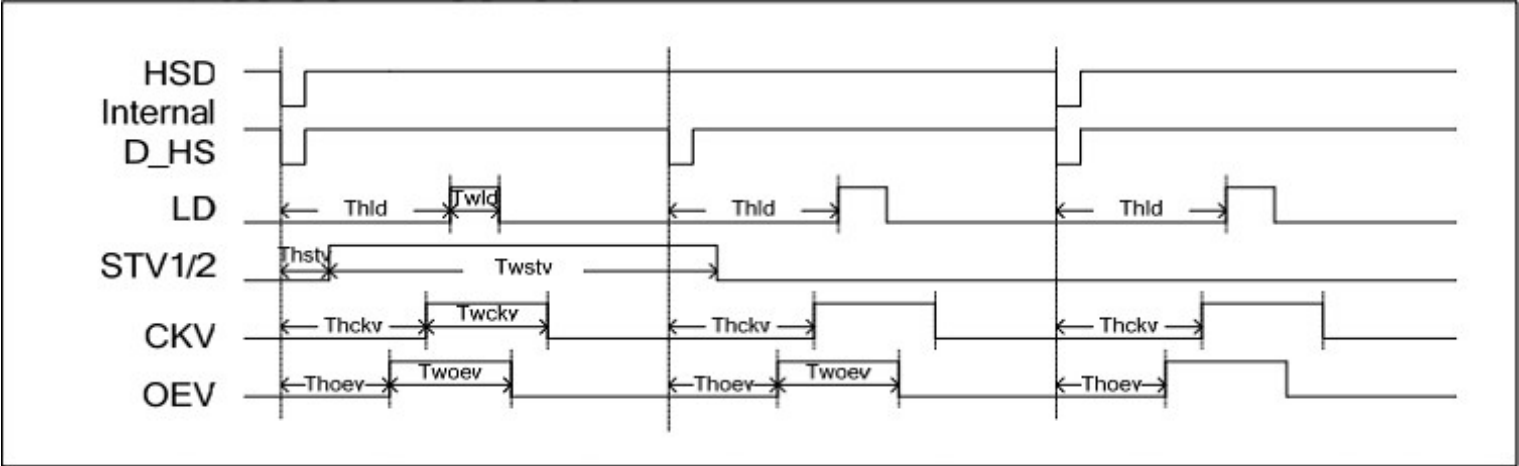 HSD
Internal
D_HS
LD Thld Twld Thld Thld
STV1/2 Thstv Twstv
CKV Thckv Twckv Thckv Thckv
OEV Thoev Twoev Thoev Twoev Thoev